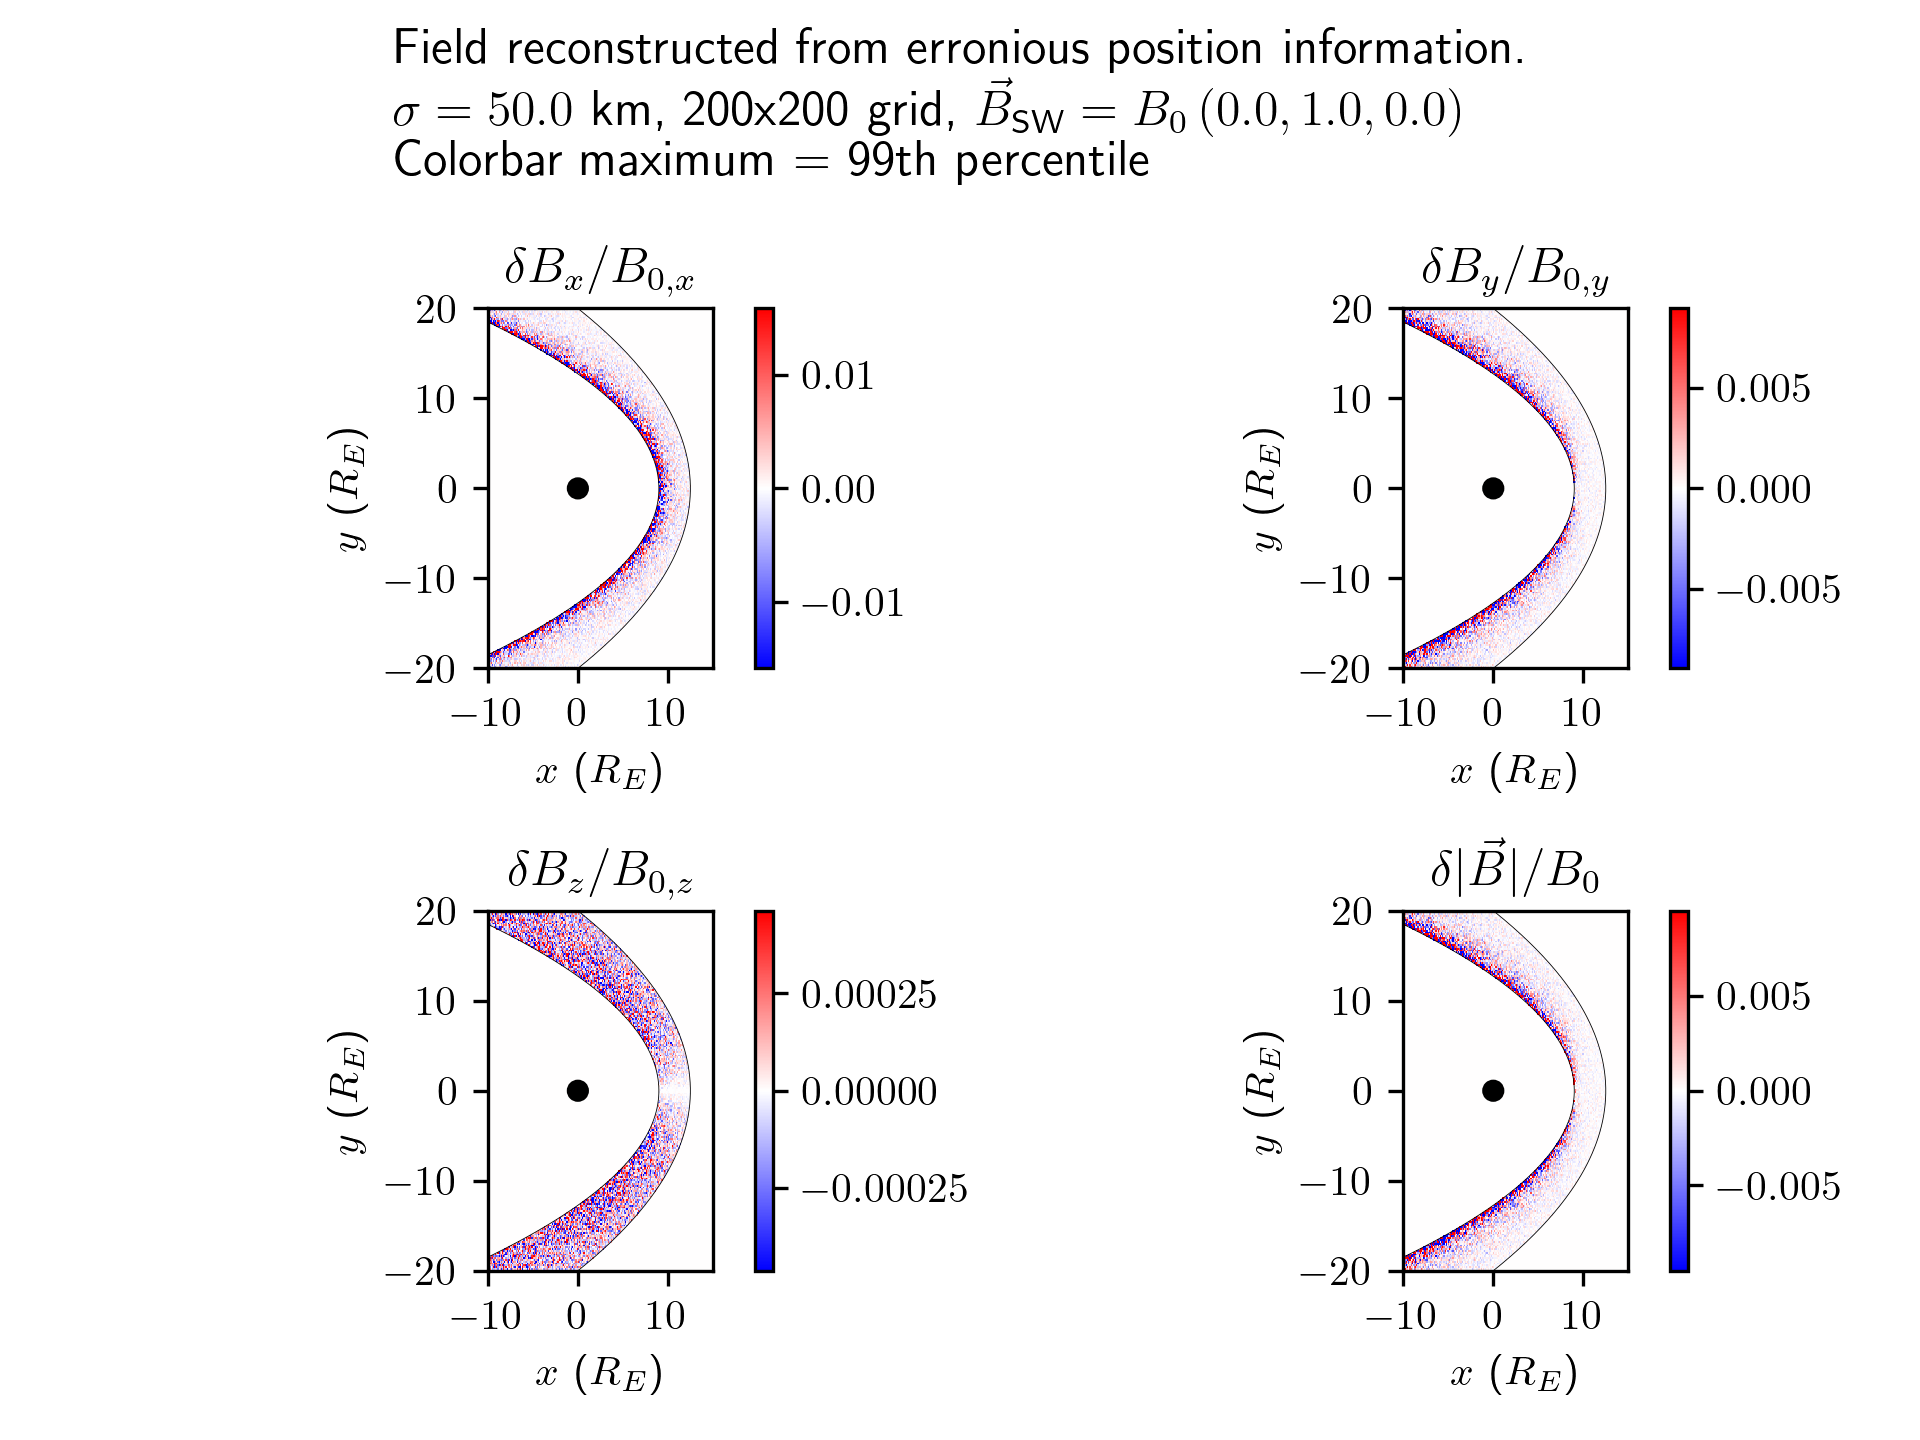 Field reconstructed from erronious position information.
σ = 50.0 km, 200x200 grid, B⃗_SW = B₀ (0.0, 1.0, 0.0)
Colorbar maximum = 99th percentile
δB_x/B_{0,x}
20
10
0
−10
−20
y (R_E)
−10 0 10
x (R_E)
0.01
0.00
−0.01
δB_y/B_{0,y}
20
10
0
−10
−20
y (R_E)
−10 0 10
x (R_E)
0.005
0.000
−0.005
δB_z/B_{0,z}
20
10
0
−10
−20
y (R_E)
−10 0 10
x (R_E)
0.00025
0.00000
−0.00025
δ|B⃗|/B₀
20
10
0
−10
−20
y (R_E)
−10 0 10
x (R_E)
0.005
0.000
−0.005